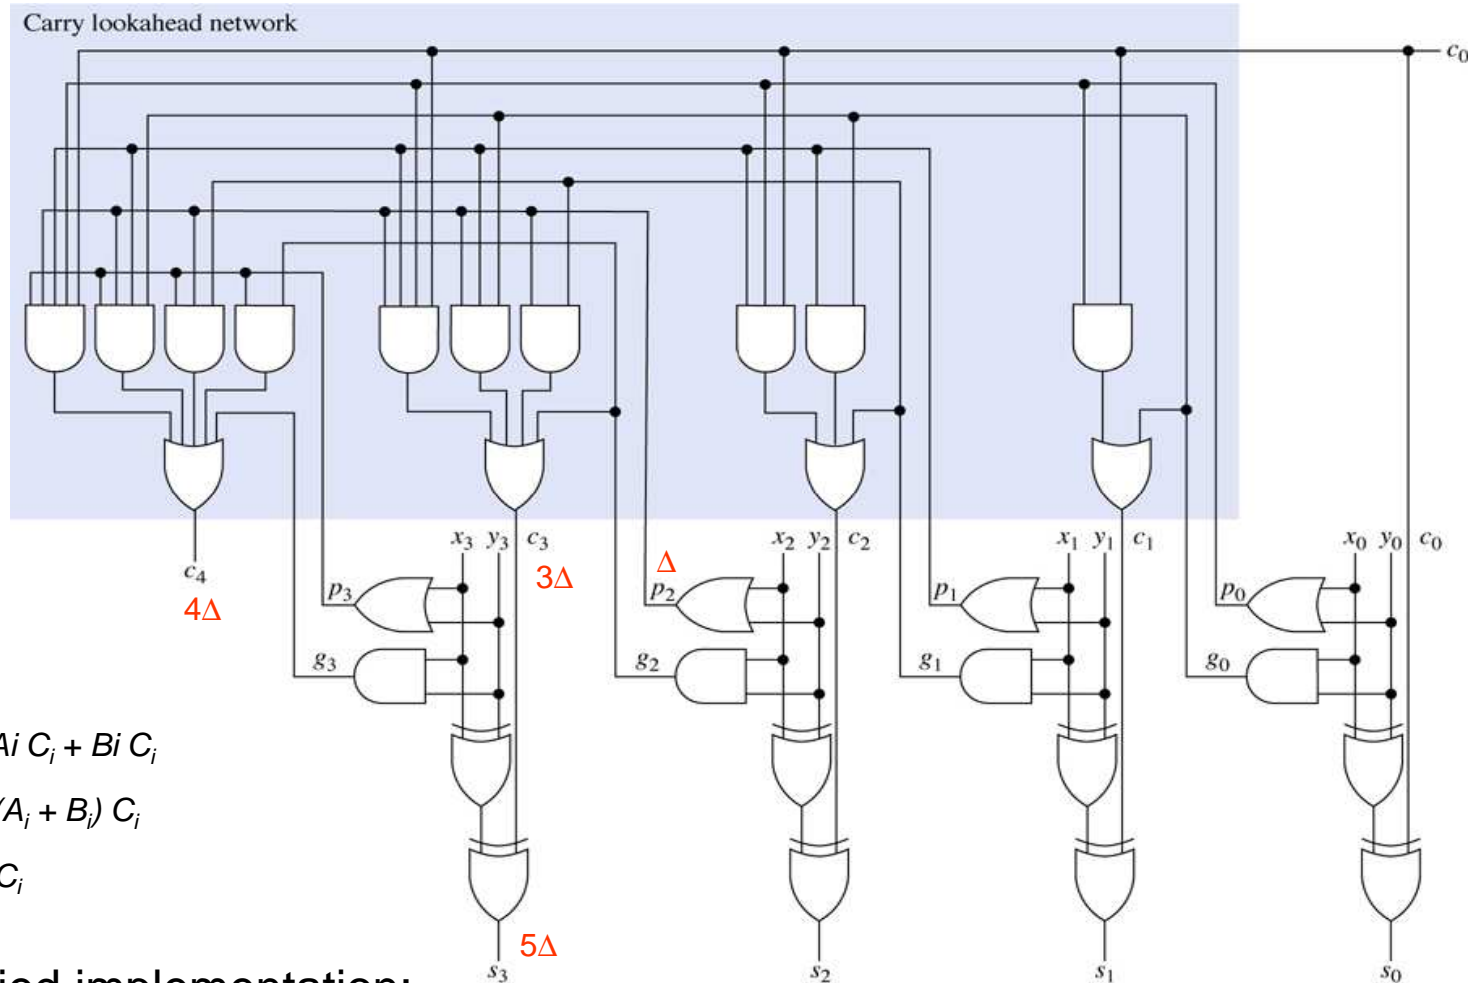 Carry lookahead network
c₀
x₃ y₃ c₃
x₂ y₂ c₂
x₁ y₁ c₁
x₀ y₀ c₀
c₄
4Δ
3Δ
Δ
p₃
p₂
p₁
p₀
g₃
g₂
g₁
g₀
Ai Cᵢ + Bi Cᵢ
(Aᵢ + Bᵢ) Cᵢ
Cᵢ
5Δ
s₃
s₂
s₁
s₀
implementation: